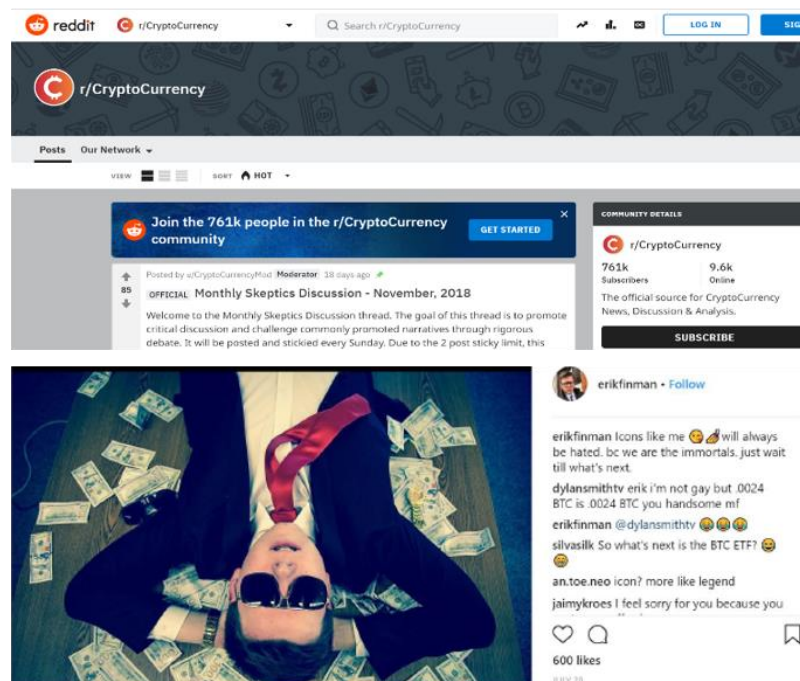 reddit
r/CryptoCurrency
Search r/CryptoCurrency
LOG IN
SIG
r/CryptoCurrency
Posts Our Network
VIEW SORT HOT
Join the 761k people in the r/CryptoCurrency
community
GET STARTED
Posted by u/CryptoCurrencyMod Moderator 18 days ago
85
OFFICIAL Monthly Skeptics Discussion - November, 2018
Welcome to the Monthly Skeptics Discussion thread. The goal of this thread is to promote
critical discussion and challenge commonly promoted narratives through rigorous
debate. It will be posted and stickied every Sunday. Due to the 2 post sticky limit, this
COMMUNITY DETAILS
r/CryptoCurrency
761k 9.6k
Subscribers Online
The official source for CryptoCurrency
News, Discussion & Analysis.
SUBSCRIBE
erikfinman • Follow
erikfinman Icons like me 😏💅 will always
be hated. bc we are the immortals. just wait
till what's next.
dylansmithtv erik i'm not gay but .0024
BTC is .0024 BTC you handsome mf
erikfinman @dylansmithtv 😂😂😂
silvasilk So what's next is the BTC ETF? 😄
😄
an.toe.neo icon? more like legend
jaimykroes I feel sorry for you because you
600 likes